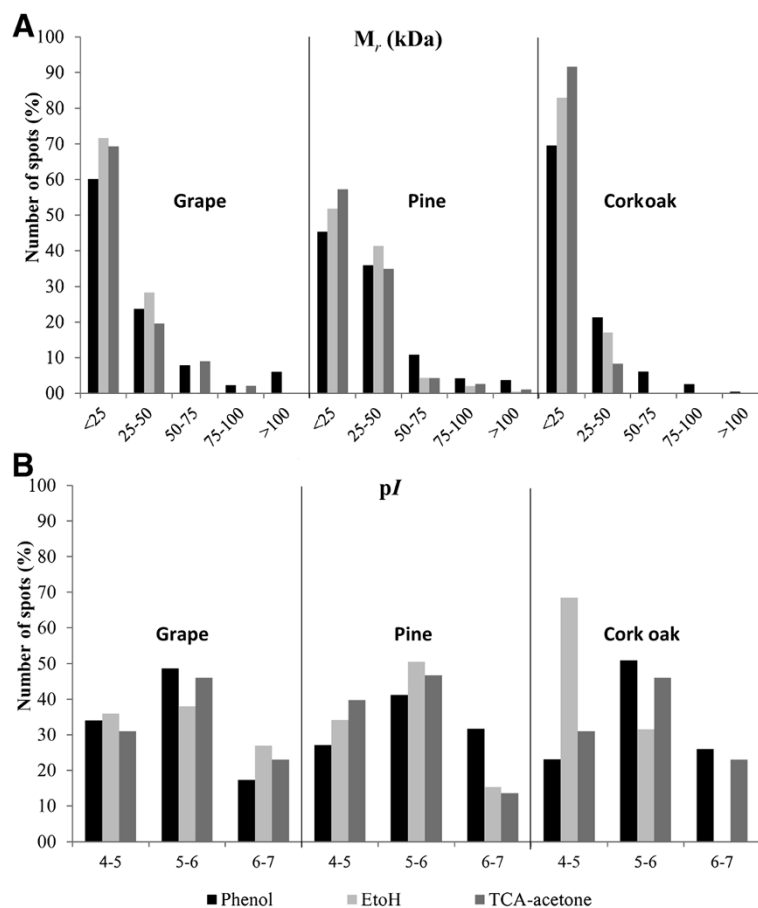 A
Mr (kDa)
Number of spots (%)
100
90
80
70
60
50
40
30
20
10
00
Grape
Pine
Corkoak
<25 25-50 50-75 75-100 >100 <25 25-50 50-75 75-100 >100 <25 25-50 50-75 75-100 >100
B
pI
Number of spots (%)
100
90
80
70
60
50
40
30
20
10
00
Grape
Pine
Cork oak
4-5 5-6 6-7 4-5 5-6 6-7 4-5 5-6 6-7
Phenol EtoH TCA-acetone